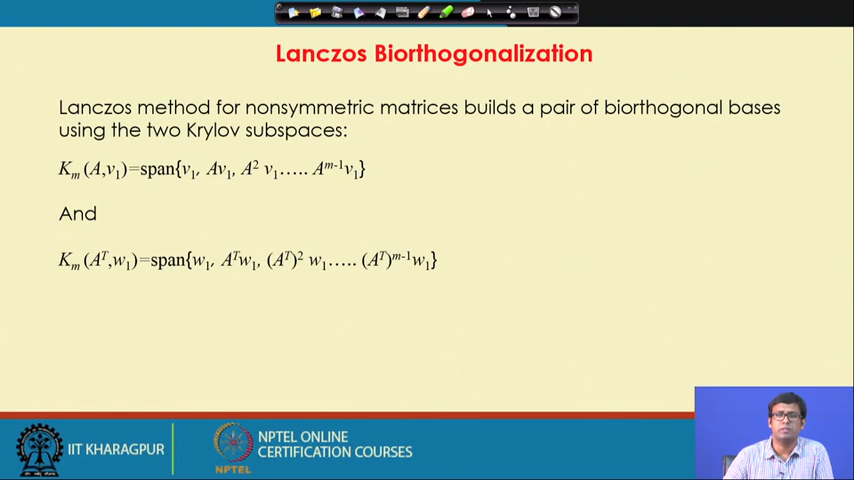 Lanczos Biorthogonalization
Lanczos method for nonsymmetric matrices builds a pair of biorthogonal bases
using the two Krylov subspaces:
Kₘ (A,v₁)=span{v₁, Av₁, A² v₁….. Aᵐ⁻¹v₁}
And
Kₘ (Aᵀ,w₁)=span{w₁, Aᵀw₁, (Aᵀ)² w₁….. (Aᵀ)ᵐ⁻¹w₁}
IIT KHARAGPUR
NPTEL
NPTEL ONLINE
CERTIFICATION COURSES